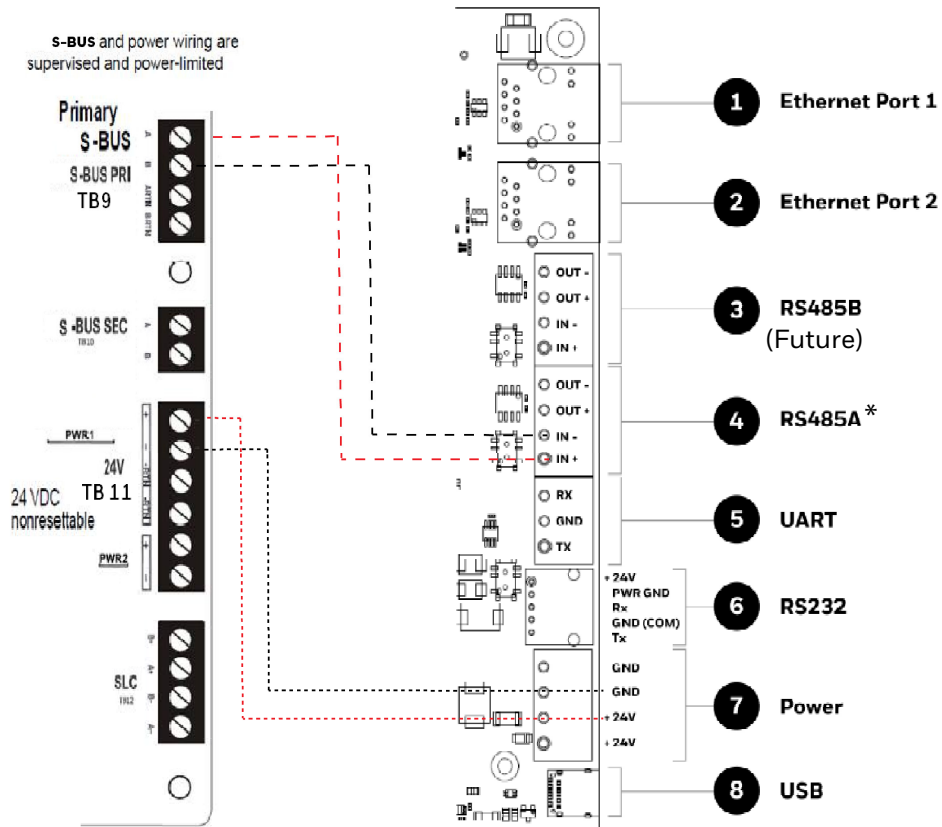 S-BUS and power wiring are
supervised and power-limited
Primary
S-BUS
S-BUS PRI
TB9
A
B
S-BUS SEC
TB10
A
B
PWR1
24V
TB 11
24 VDC
nonresettable
PWR2
+
−
+
−
SLC
TB12
B-
A+
B-
A-
OUT -
OUT +
IN -
IN +
OUT -
OUT +
IN -
IN +
RX
GND
TX
+ 24V
PWR GND
Rx
GND (COM)
Tx
GND
GND
+ 24V
+ 24V
1 Ethernet Port 1
2 Ethernet Port 2
3 RS485B
(Future)
4 RS485A*
5 UART
6 RS232
7 Power
8 USB